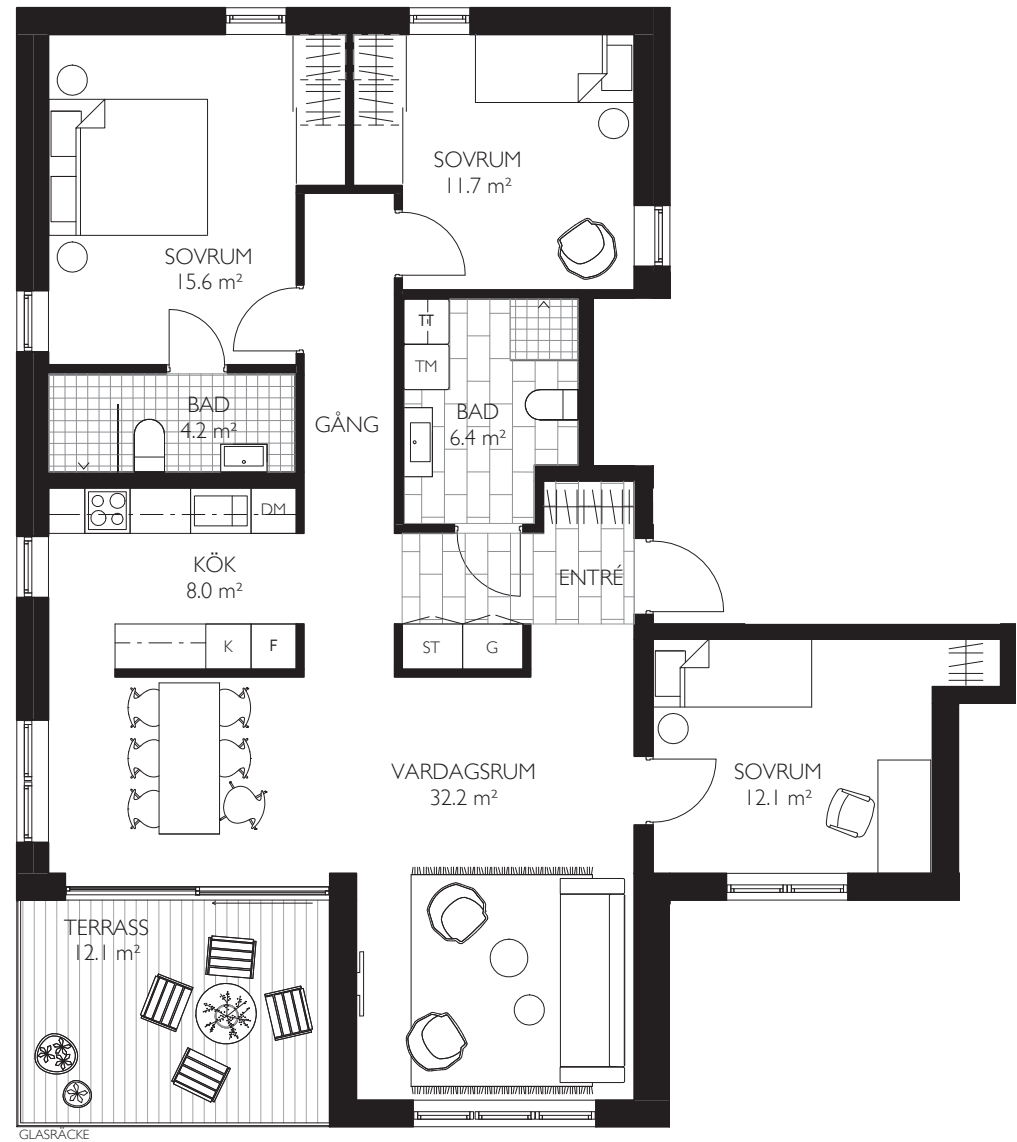 SOVRUM
11.7 m²
SOVRUM
15.6 m²
TT
TM
BAD
4.2 m²
GÅNG
BAD
6.4 m²
DM
KÖK
8.0 m²
ENTRÉ
K
F
ST
G
VARDAGSRUM
32.2 m²
SOVRUM
12.1 m²
TERRASS
12.1 m²
GLASRÄCKE